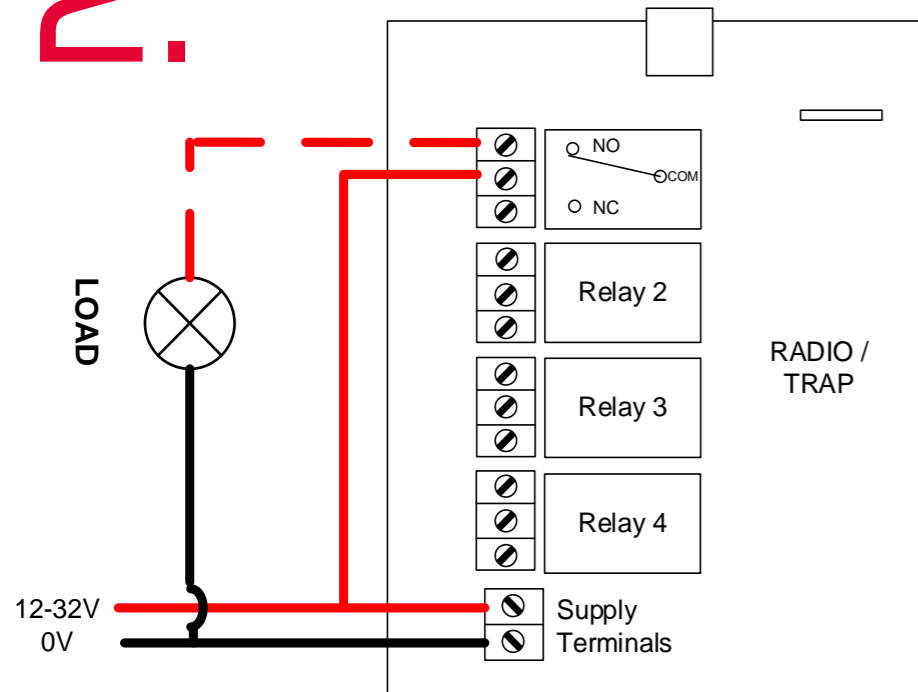 NO
COM
NC
Relay 2
LOAD
RADIO /
TRAP
Relay 3
Relay 4
12-32V
Supply
0V
Terminals